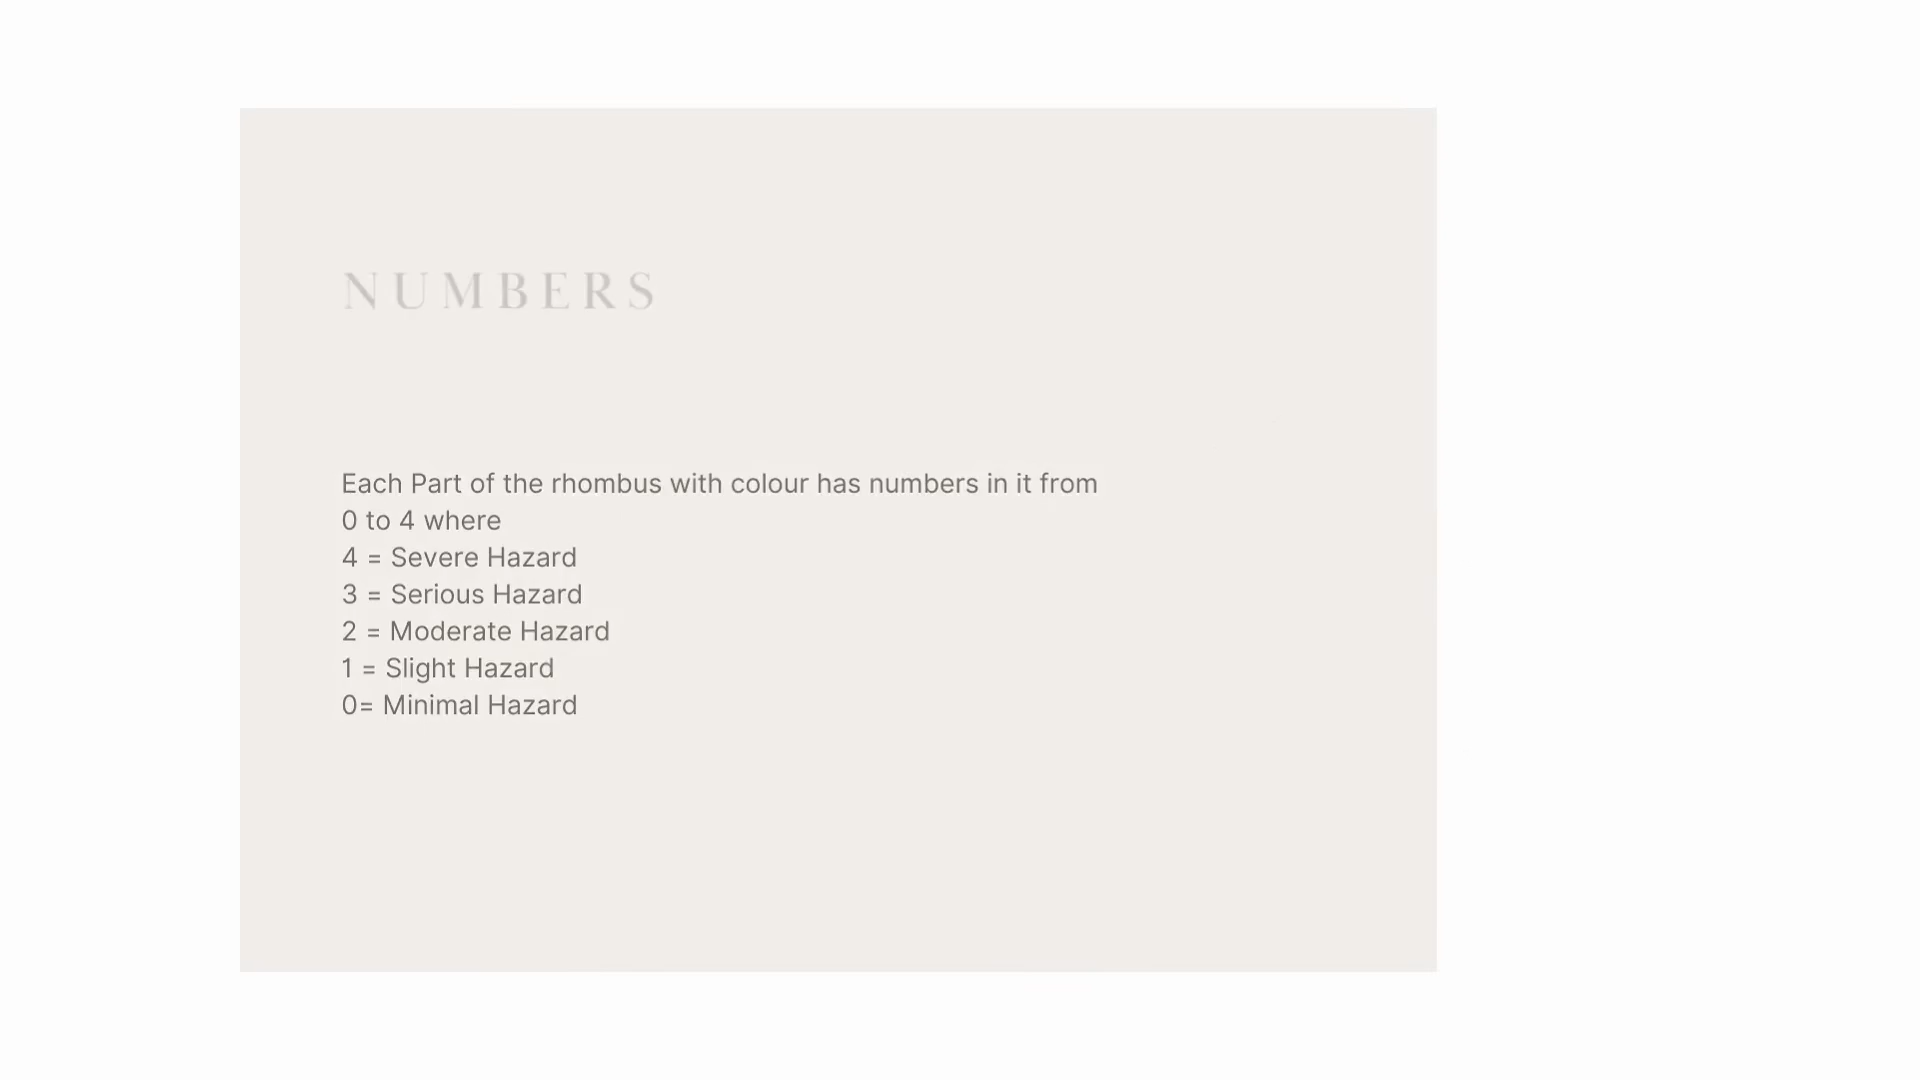 NUMBERS
Each Part of the rhombus with colour has numbers in it from
0 to 4 where
4 = Severe Hazard
3 = Serious Hazard
2 = Moderate Hazard
1 = Slight Hazard
0= Minimal Hazard